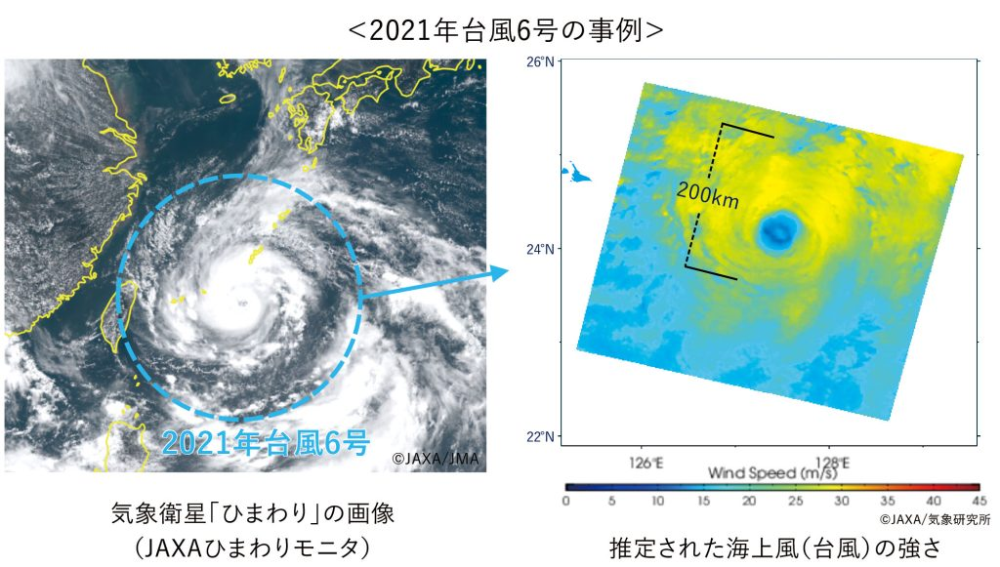 <2021年台風6号の事例>
2021年台風6号
©JAXA/JMA
気象衛星「ひまわり」の画像
(JAXAひまわりモニタ)
26°N
24°N
22°N
200km
126°E
128°E
Wind Speed (m/s)
0 5 10 15 20 25 30 35 40 45
©JAXA/気象研究所
推定された海上風(台風)の強さ